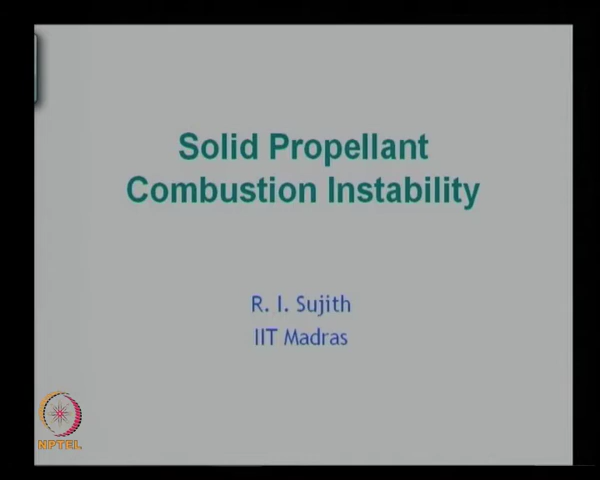 Solid Propellant
Combustion Instability
R. I. Sujith
IIT Madras
NPTEL